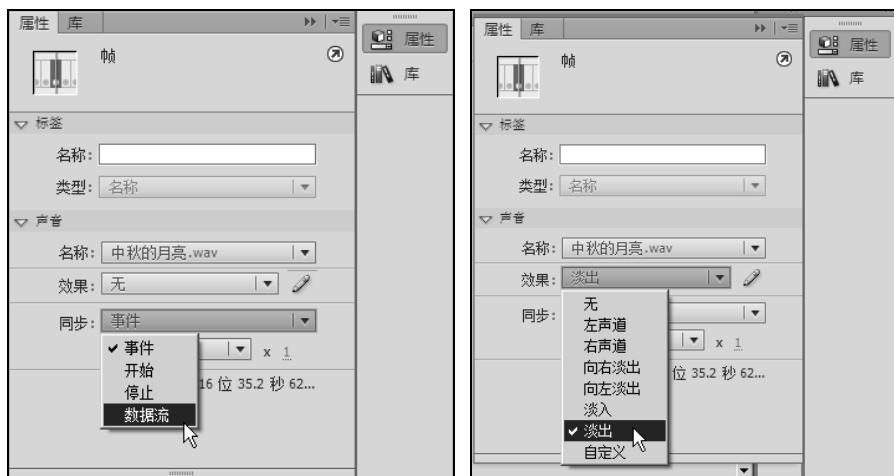 属性 库
帧
标签
名称:
类型: 名称
声音
名称: 中秋的月亮.wav
效果: 无
同步: 事件
事件
开始
停止
数据流
x 1
16 位 35.2 秒 62...
属性
库
属性 库
帧
标签
名称:
类型: 名称
声音
名称: 中秋的月亮.wav
效果: 淡出
同步:
无
左声道
右声道
向右淡出
向左淡出
淡入
淡出
自定义
x 1
位 35.2 秒 62...
属性
库